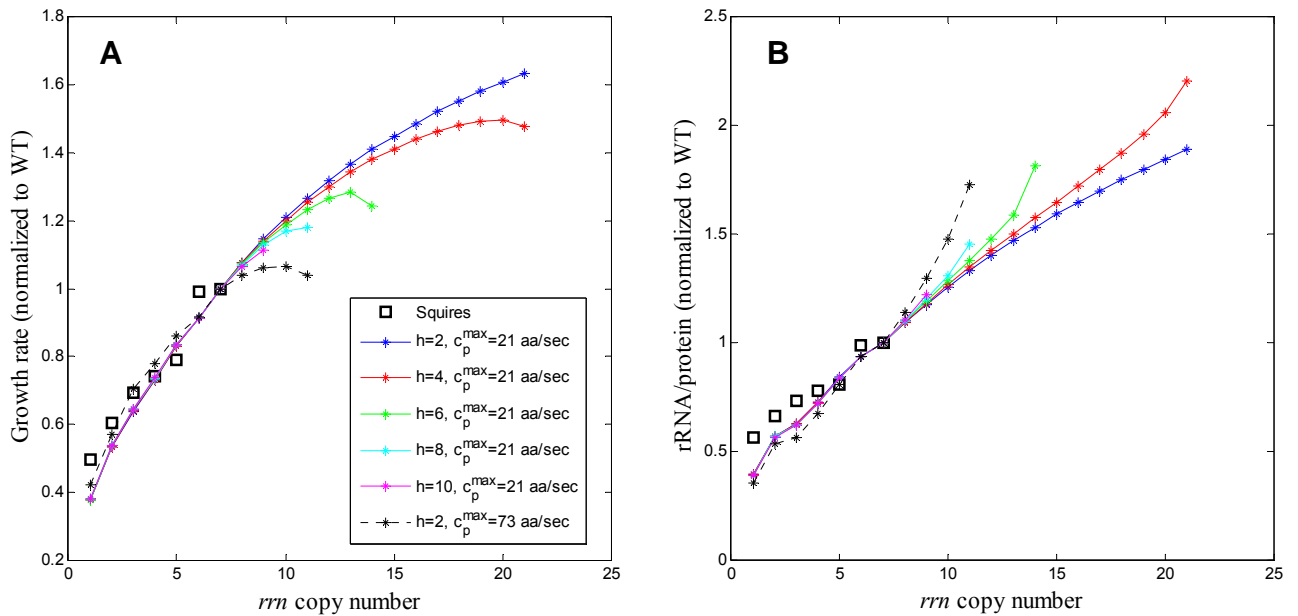 A
Growth rate (normalized to WT)
1.8
1.6
1.4
1.2
1
0.8
0.6
0.4
0.2
0
5
10
15
20
25
rrn copy number
Squires
h=2, c_p^max=21 aa/sec
h=4, c_p^max=21 aa/sec
h=6, c_p^max=21 aa/sec
h=8, c_p^max=21 aa/sec
h=10, c_p^max=21 aa/sec
h=2, c_p^max=73 aa/sec
B
rRNA/protein (normalized to WT)
2.5
2
1.5
1
0.5
0
0
5
10
15
20
25
rrn copy number